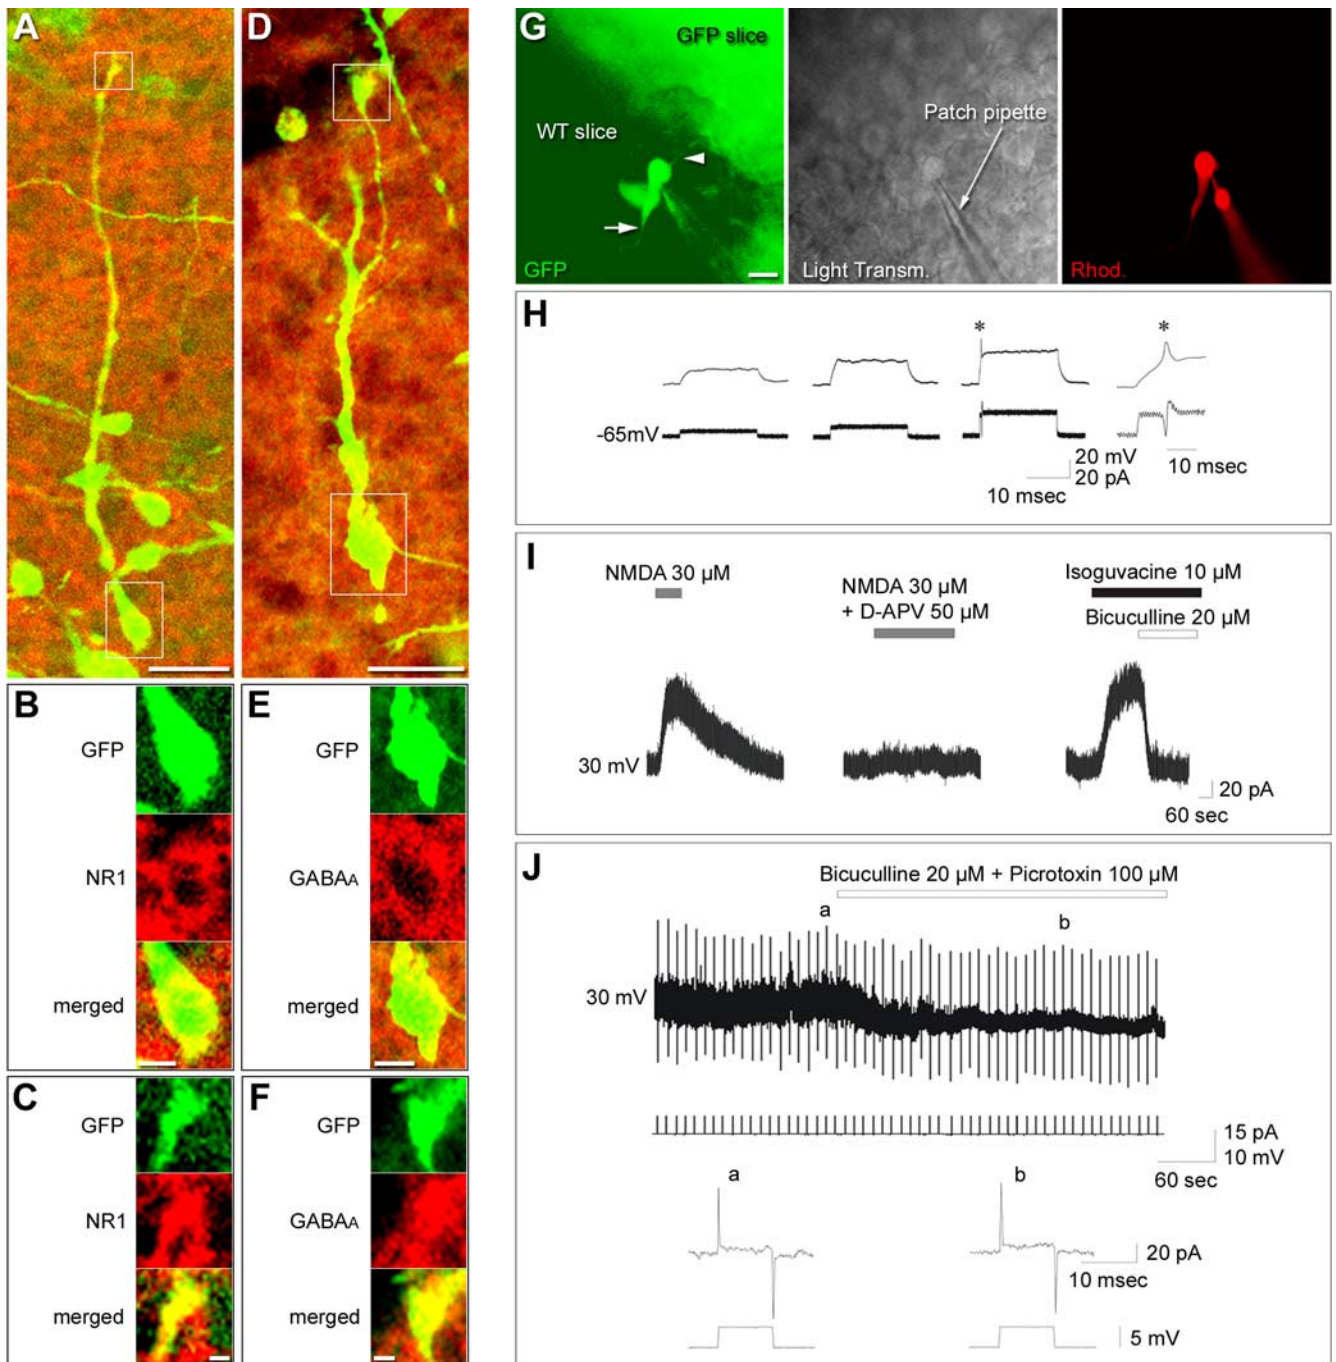 A
D
B
GFP
NR1
merged
E
GFP
GABAA
merged
C
GFP
NR1
merged
F
GFP
GABAA
merged
G
GFP slice
WT slice
GFP
Patch pipette
Light Transm.
Rhod.
H
*
*
-65mV
20 mV
20 pA
10 msec
10 msec
I
NMDA 30 µM
NMDA 30 µM
+ D-APV 50 µM
Isoguvacine 10 µM
Bicuculline 20 µM
30 mV
20 pA
60 sec
J
Bicuculline 20 µM + Picrotoxin 100 µM
a
b
30 mV
15 pA
10 mV
60 sec
a
b
20 pA
10 msec
5 mV